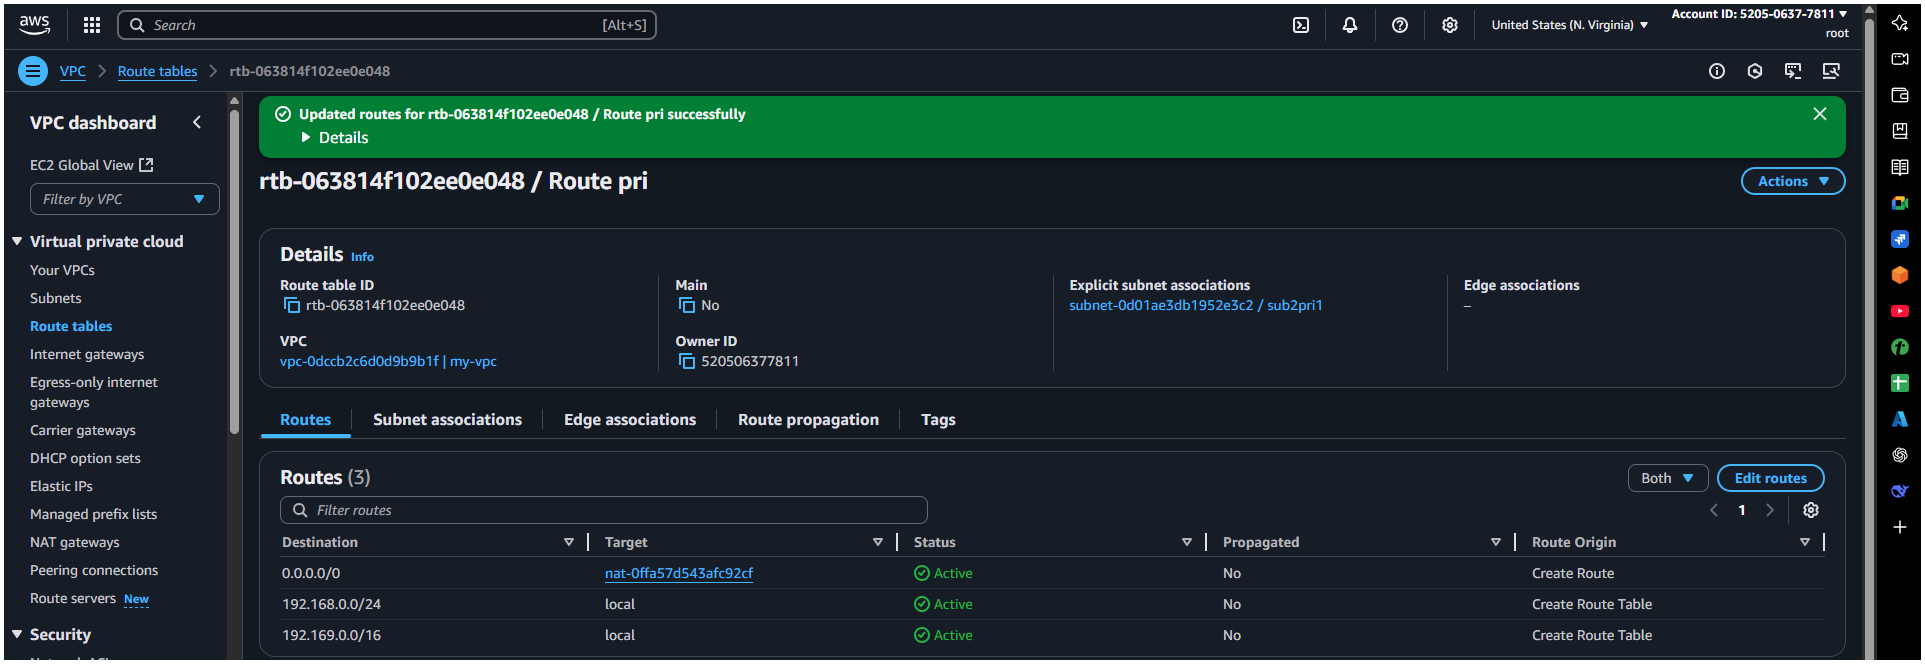 aws
Search [Alt+S]
United States (N. Virginia)
Account ID: 5205-0637-7811
root
VPC > Route tables > rtb-063814f102ee0e048
VPC dashboard
EC2 Global View
Filter by VPC
Virtual private cloud
Your VPCs
Subnets
Route tables
Internet gateways
Egress-only internet
gateways
Carrier gateways
DHCP option sets
Elastic IPs
Managed prefix lists
NAT gateways
Peering connections
Route servers New
Security
Updated routes for rtb-063814f102ee0e048 / Route pri successfully
Details
rtb-063814f102ee0e048 / Route pri
Actions
Details Info
Route table ID
rtb-063814f102ee0e048
Main
No
Explicit subnet associations
subnet-0d01ae3db1952e3c2 / sub2pri1
Edge associations
–
VPC
vpc-0dccb2c6d0d9b9b1f | my-vpc
Owner ID
520506377811
Routes Subnet associations Edge associations Route propagation Tags
Routes (3)
Both Edit routes
Filter routes
1
Destination Target Status Propagated Route Origin
0.0.0.0/0 nat-0ffa57d543afc92cf Active No Create Route
192.168.0.0/24 local Active No Create Route Table
192.169.0.0/16 local Active No Create Route Table